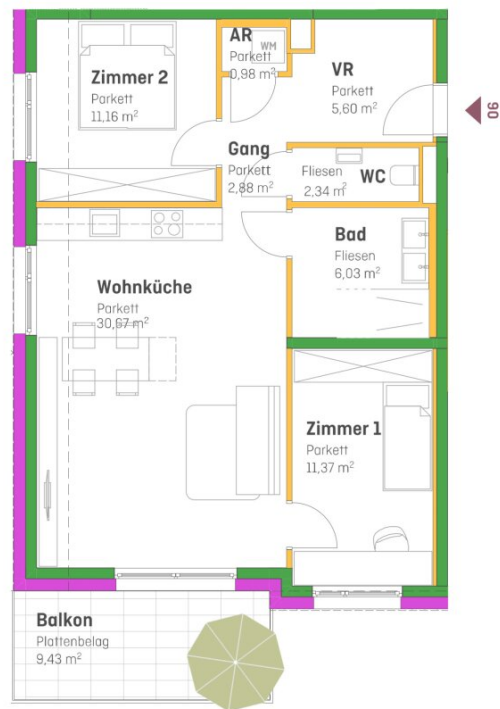 AR
Parkett
0,98 m²
WM
Zimmer 2
Parkett
11,16 m²
VR
Parkett
5,60 m²
06
Gang
Parkett
2,88 m²
Fliesen
2,34 m²
WC
Bad
Fliesen
6,03 m²
Wohnküche
Parkett
30,67 m²
Zimmer 1
Parkett
11,37 m²
Balkon
Plattenbelag
9,43 m²